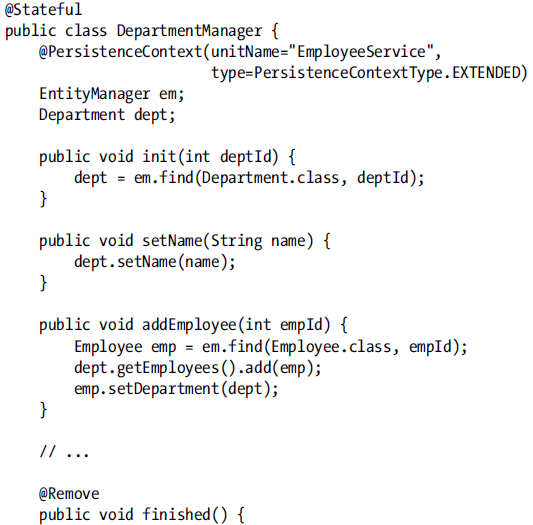 @Stateful
public class DepartmentManager {
    @PersistenceContext(unitName="EmployeeService",
                        type=PersistenceContextType.EXTENDED)
    EntityManager em;
    Department dept;

    public void init(int deptId) {
        dept = em.find(Department.class, deptId);
    }

    public void setName(String name) {
        dept.setName(name);
    }

    public void addEmployee(int empId) {
        Employee emp = em.find(Employee.class, empId);
        dept.getEmployees().add(emp);
        emp.setDepartment(dept);
    }

    // ...

    @Remove
    public void finished() {